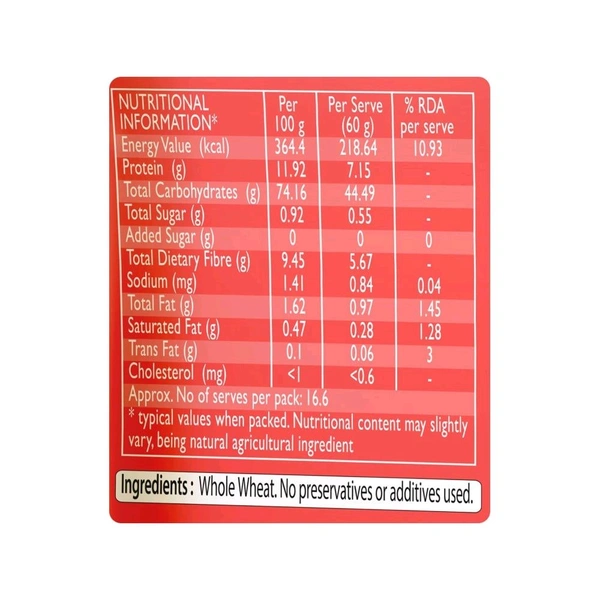 NUTRITIONAL INFORMATION* Per 100 g Per Serve (60 g) % RDA per serve
Energy Value (kcal) 364.4 218.64 10.93
Protein (g) 11.92 7.15 -
Total Carbohydrates (g) 74.16 44.49 -
Total Sugar (g) 0.92 0.55 -
Added Sugar (g) 0 0 0
Total Dietary Fibre (g) 9.45 5.67 -
Sodium (mg) 1.41 0.84 0.04
Total Fat (g) 1.62 0.97 1.45
Saturated Fat (g) 0.47 0.28 1.28
Trans Fat (g) 0.1 0.06 3
Cholesterol (mg) <1 <0.6 -
Approx. No of serves per pack: 16.6
* typical values when packed. Nutritional content may slightly
vary, being natural agricultural ingredient
Ingredients : Whole Wheat. No preservatives or additives used.